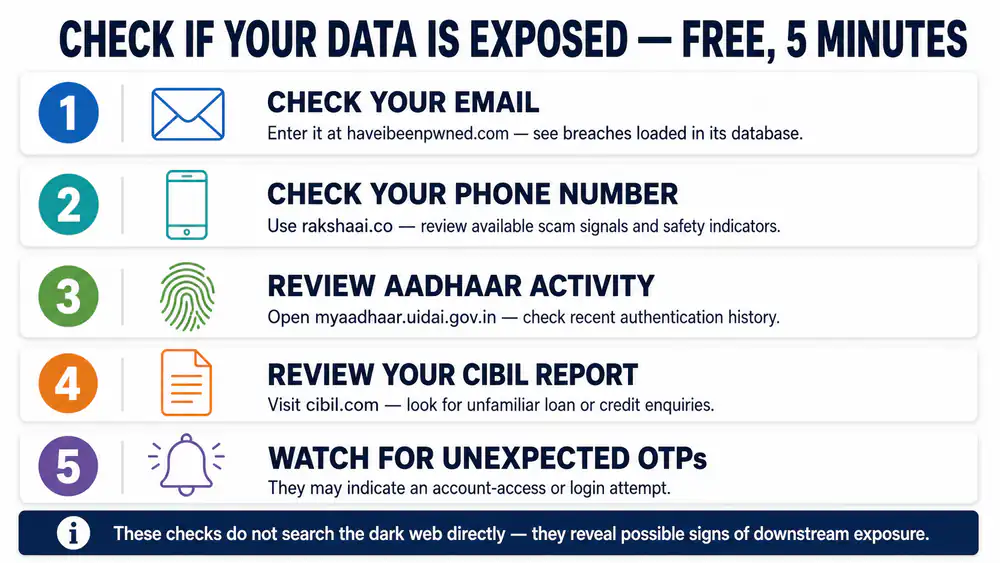 CHECK IF YOUR DATA IS EXPOSED — FREE, 5 MINUTES
1
CHECK YOUR EMAIL
Enter it at haveibeenpwned.com — see breaches loaded in its database.
2
CHECK YOUR PHONE NUMBER
Use rakshaai.co — review available scam signals and safety indicators.
3
REVIEW AADHAAR ACTIVITY
Open myaadhaar.uidai.gov.in — check recent authentication history.
4
REVIEW YOUR CIBIL REPORT
Visit cibil.com — look for unfamiliar loan or credit enquiries.
5
WATCH FOR UNEXPECTED OTPs
They may indicate an account-access or login attempt.
i
These checks do not search the dark web directly — they reveal possible signs of downstream exposure.